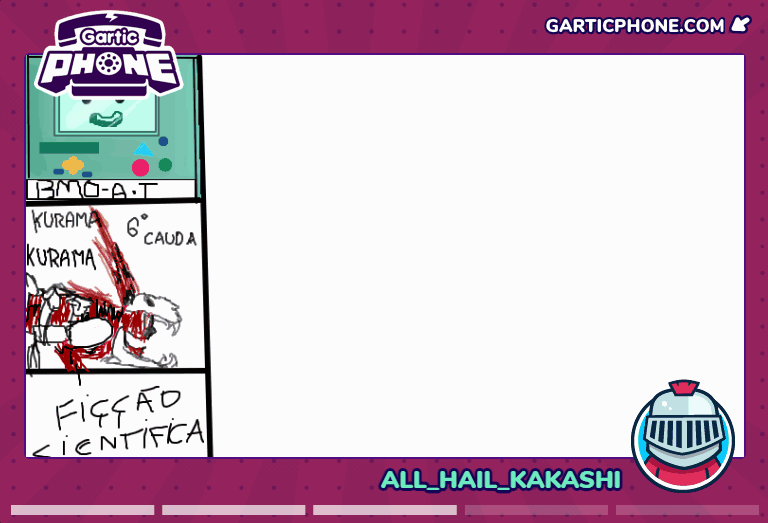 Gartic
PHONE
GARTICPHONE.COM
BMO-A.T
KURAMA
6°
CAUDA
KURAMA
FICÇÃO
CIENTIFICA
ALL_HAIL_KAKASHI